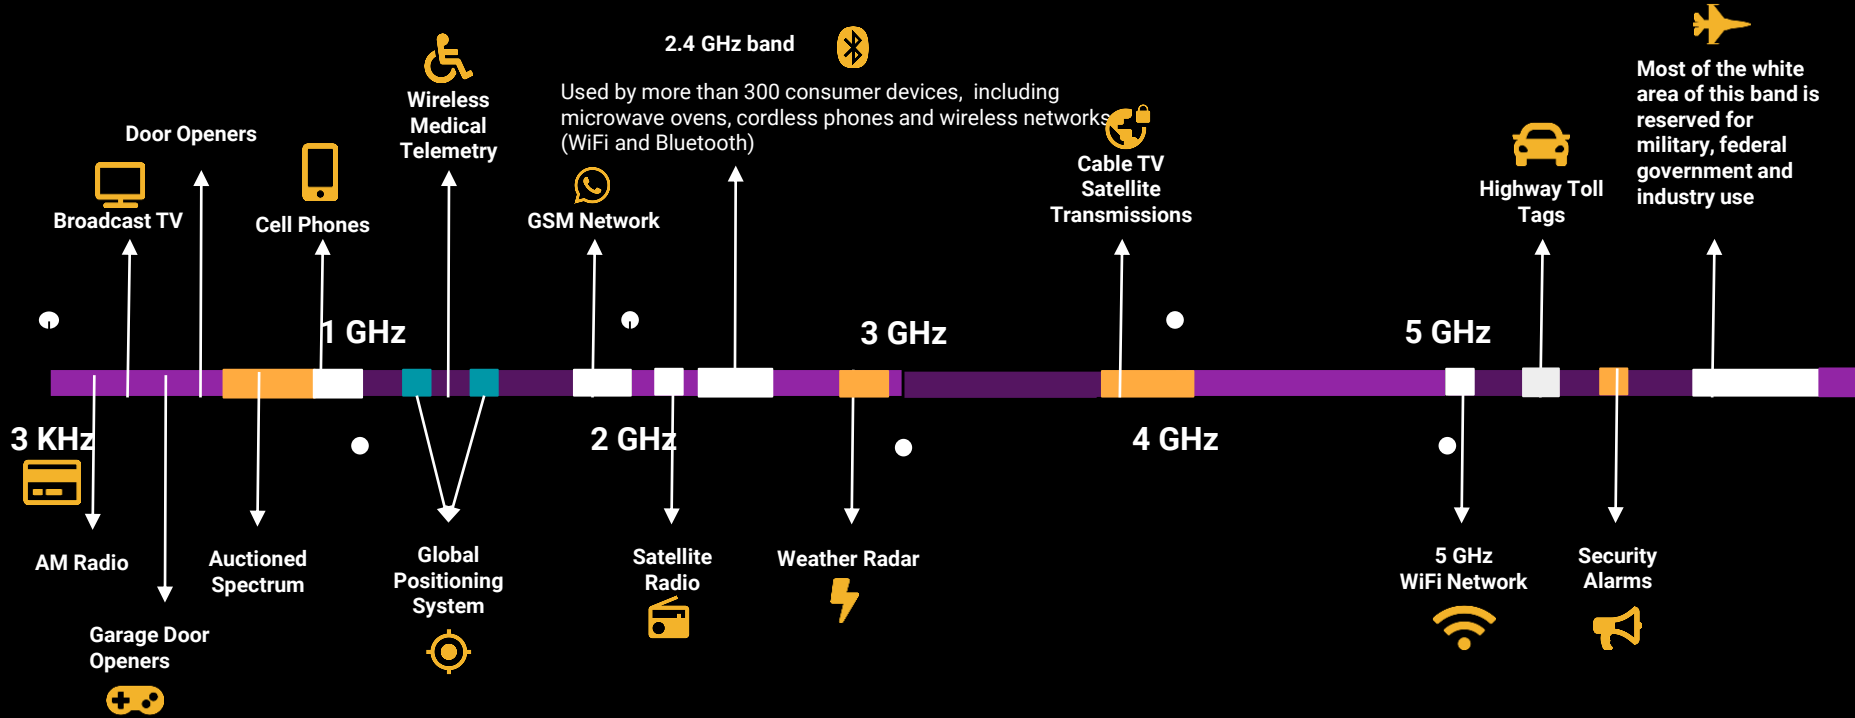 2.4 GHz band
Used by more than 300 consumer devices, including
microwave ovens, cordless phones and wireless networks
(WiFi and Bluetooth)
Most of the white
area of this band is
reserved for
military, federal
government and
industry use
Wireless
Medical
Telemetry
Door Openers
Broadcast TV
Cell Phones
GSM Network
Cable TV
Satellite
Transmissions
Highway Toll
Tags
1 GHz
3 GHz
5 GHz
3 KHz
2 GHz
4 GHz
AM Radio
Auctioned
Spectrum
Global
Positioning
System
Satellite
Radio
Weather Radar
5 GHz
WiFi Network
Security
Alarms
Garage Door
Openers